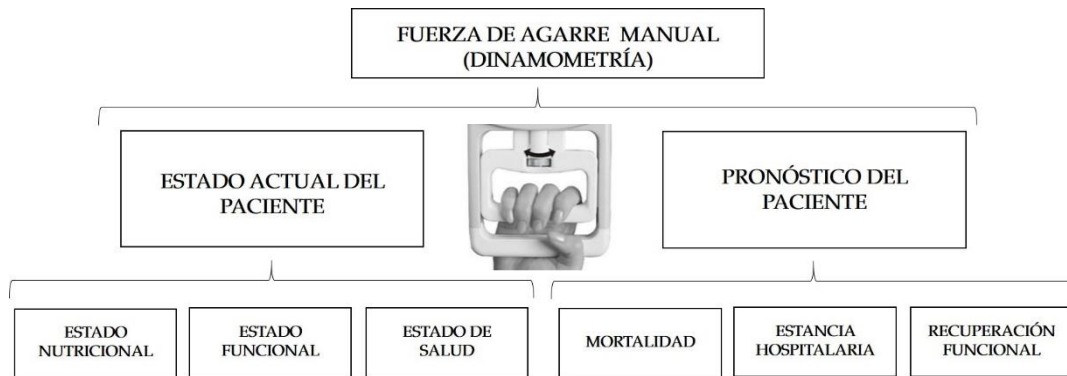 FUERZA DE AGARRE MANUAL
(DINAMOMETRÍA)
ESTADO ACTUAL DEL
PACIENTE
PRONÓSTICO DEL
PACIENTE
ESTADO
NUTRICIONAL
ESTADO
FUNCIONAL
ESTADO DE
SALUD
MORTALIDAD
ESTANCIA
HOSPITALARIA
RECUPERACIÓN
FUNCIONAL